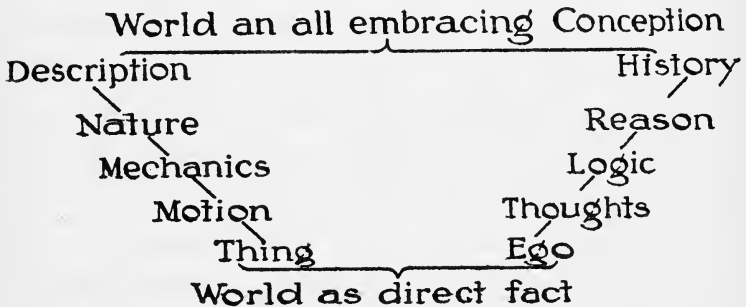 World an all embracing Conception
Description History
Nature Reason
Mechanics Logic
Motion Thoughts
Thing Ego
World as direct fact